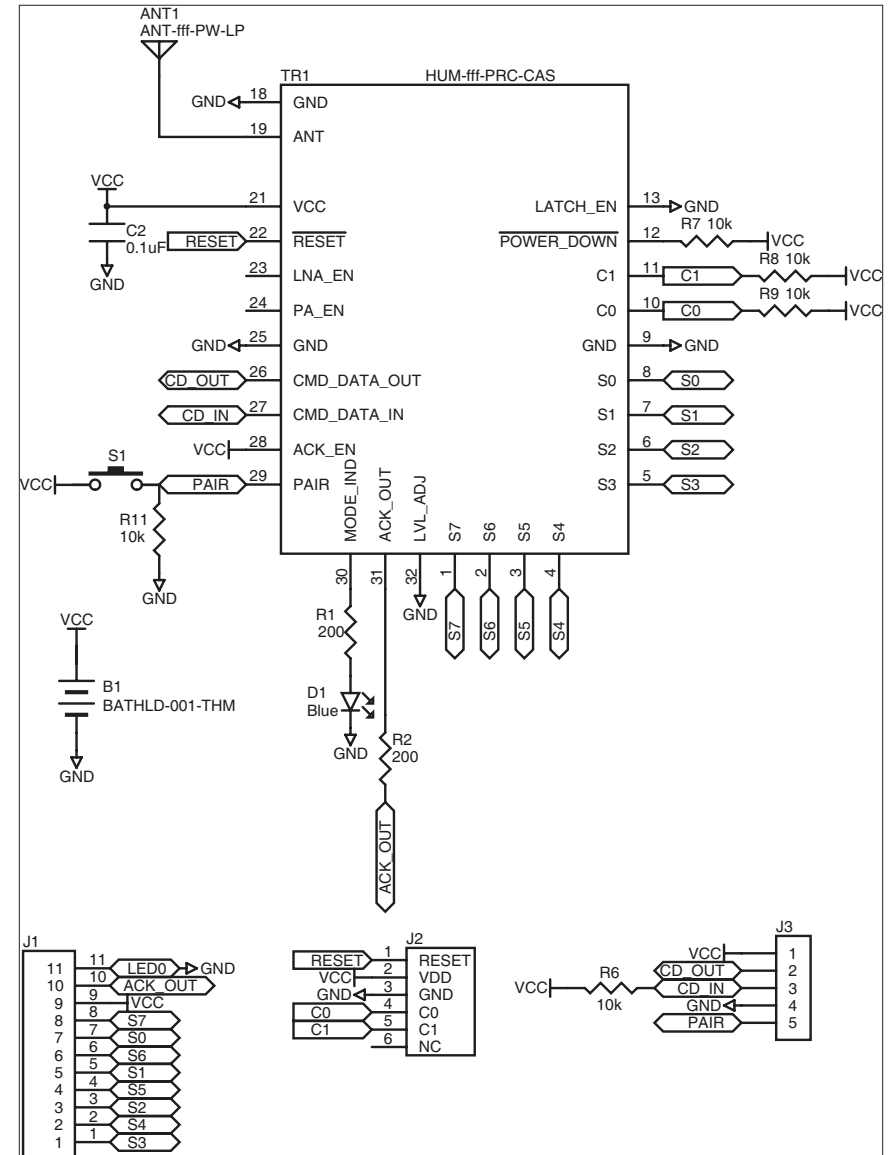 ANT1
ANT-fff-PW-LP
TR1
HUM-fff-PRC-CAS
GND 18 GND
19 ANT
VCC
21 VCC
LATCH_EN 13 GND
C2
0.1uF
GND
RESET 22 RESET
POWER_DOWN 12 R7 10k VCC
23 LNA_EN
C1 11 C1 R8 10k VCC
24 PA_EN
C0 10 C0 R9 10k VCC
GND 25 GND
GND 9 GND
CD_OUT 26 CMD_DATA_OUT
S0 8 S0
CD_IN 27 CMD_DATA_IN
S1 7 S1
VCC 28 ACK_EN
S2 6 S2
S1
VCC PAIR 29 PAIR
S3 5 S3
R11
10k
GND
MODE_IND
ACK_OUT
LVL_ADJ
S7
S6
S5
S4
30
31
32
1
2
3
4
GND
S7
S6
S5
S4
R1
200
D1
Blue
GND
R2
200
ACK_OUT
VCC
B1
BATHLD-001-THM
GND
J1
11 11 LED0 GND
10 10 ACK_OUT
9 9 VCC
8 8 S7
7 7 S0
6 6 S6
5 5 S1
4 4 S5
3 3 S2
2 2 S4
1 1 S3
J2
RESET 1 RESET
VCC 2 VDD
GND 3 GND
C0 4 C0
C1 5 C1
6 NC
J3
VCC 1
CD_OUT 2
VCC R6 10k CD_IN 3
GND 4
PAIR 5